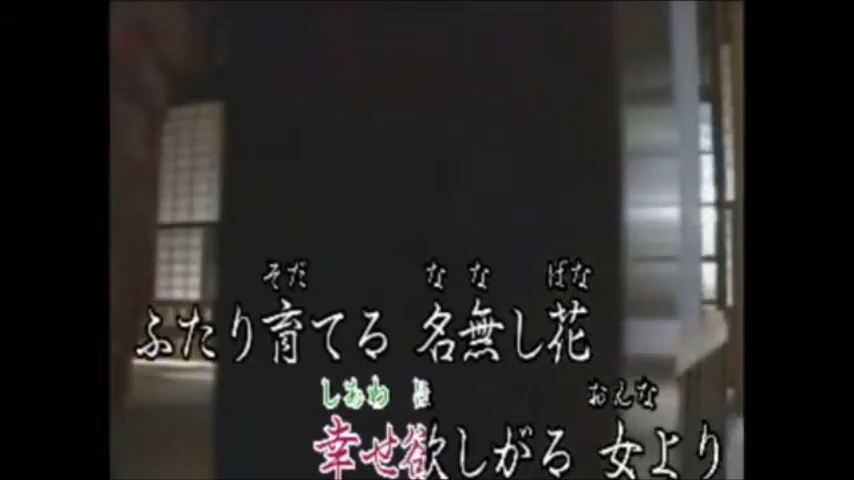 そだ なな ばな
ふたり育てる 名無し花
しあわ ほ おんな
幸せ欲しがる 女より